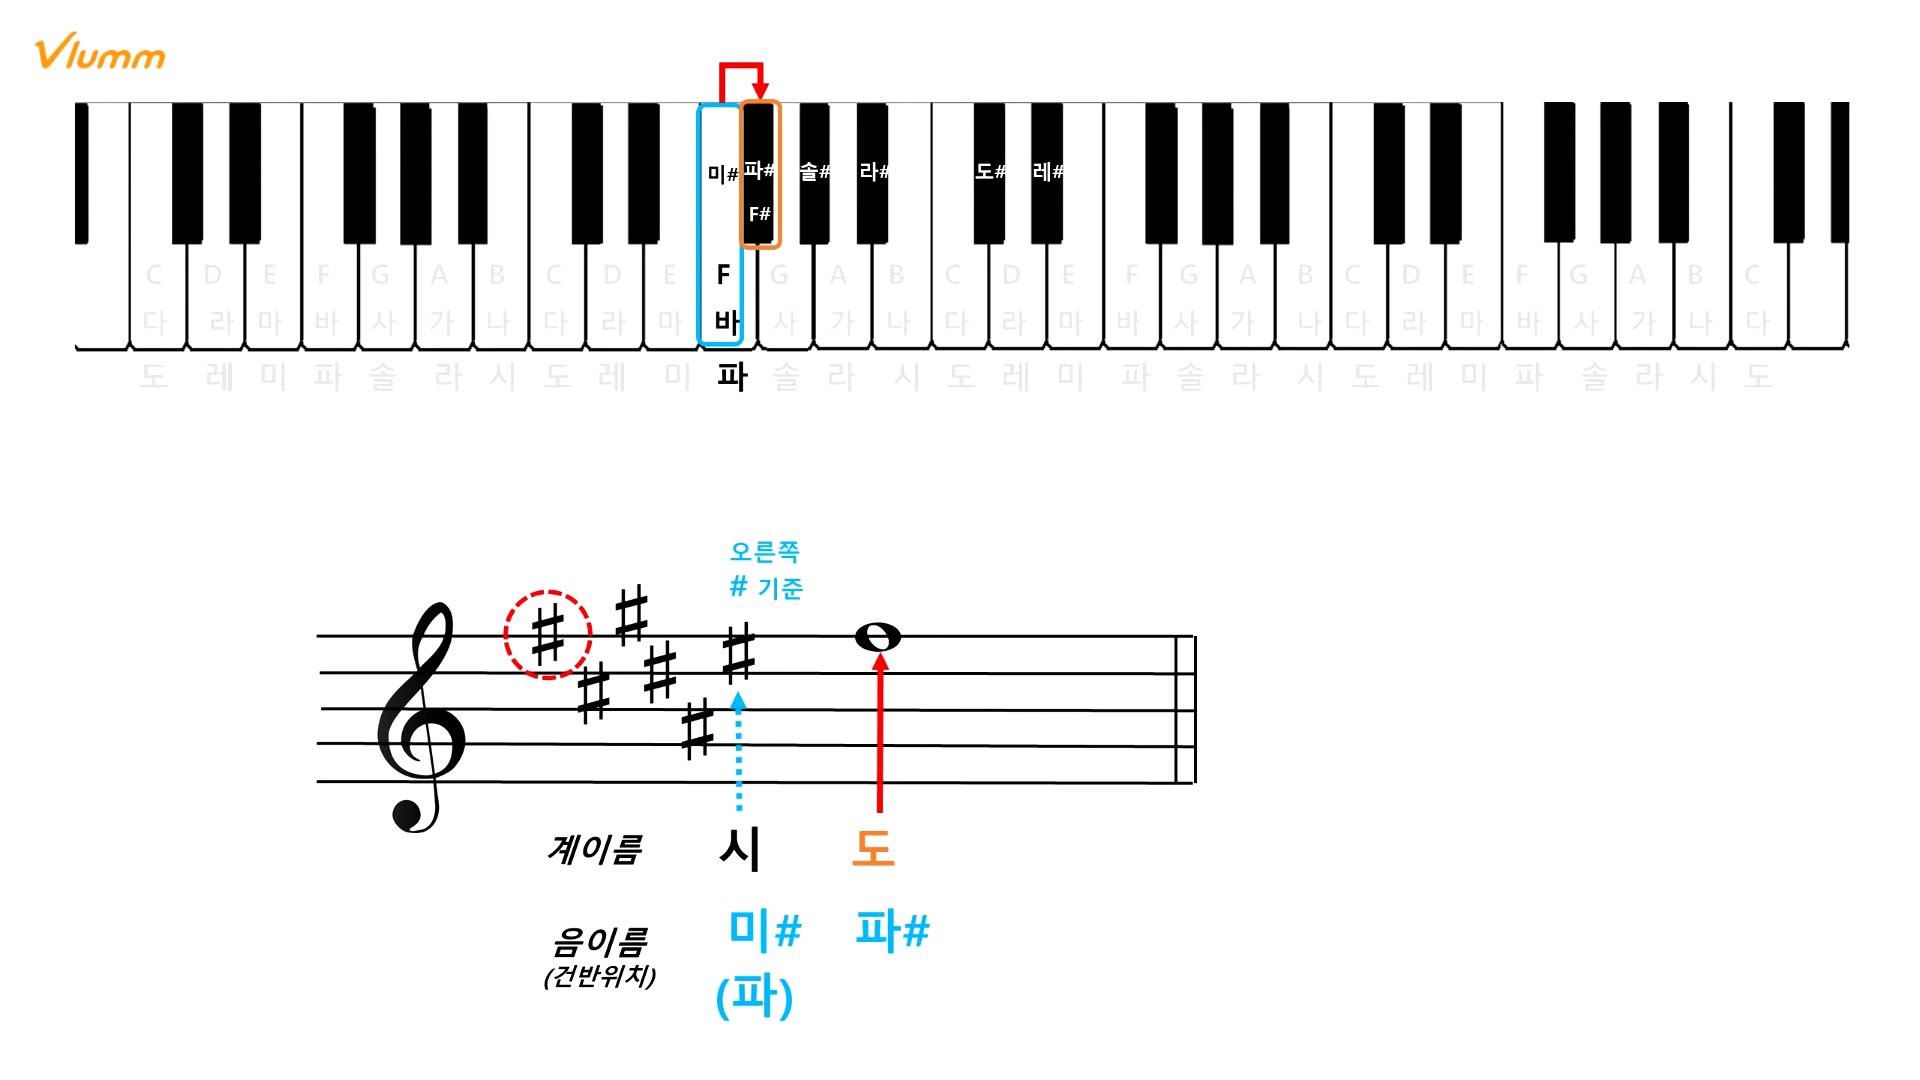 Vlumm
미# 파# 솔# 라# 도# 레#
F#
C D E F G A B C D E F G A B C D E F G A B C D E F G A B C
다 라 마 바 사 가 나 다 라 마 바 사 가 나 다 라 마 바 사 가 나 다 라 마 바 사 가 나 다
도 레 미 파 솔 라 시 도 레 미 파 솔 라 시 도 레 미 파 솔 라 시 도 레 미 파 솔 라 시 도
오른쪽
# 기준
계이름 시 도
음이름 미# 파#
(건반위치) (파)